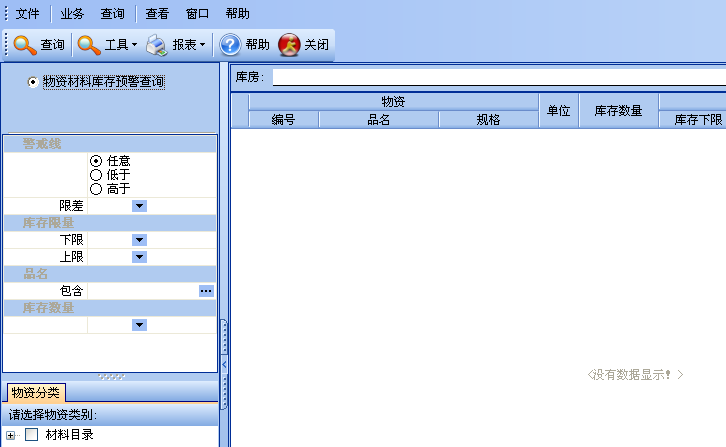 文件 业务 查询 查看 窗口 帮助
查询 工具 报表 帮助 关闭
物资材料库存预警查询
库房:
物资 单位 库存数量
编号 品名 规格 库存下限
警戒线
任意
低于
高于
限差
库存限量
下限
上限
品名
包含 ...
库存数量
<没有数据显示! >
物资分类
请选择物资类别:
材料目录